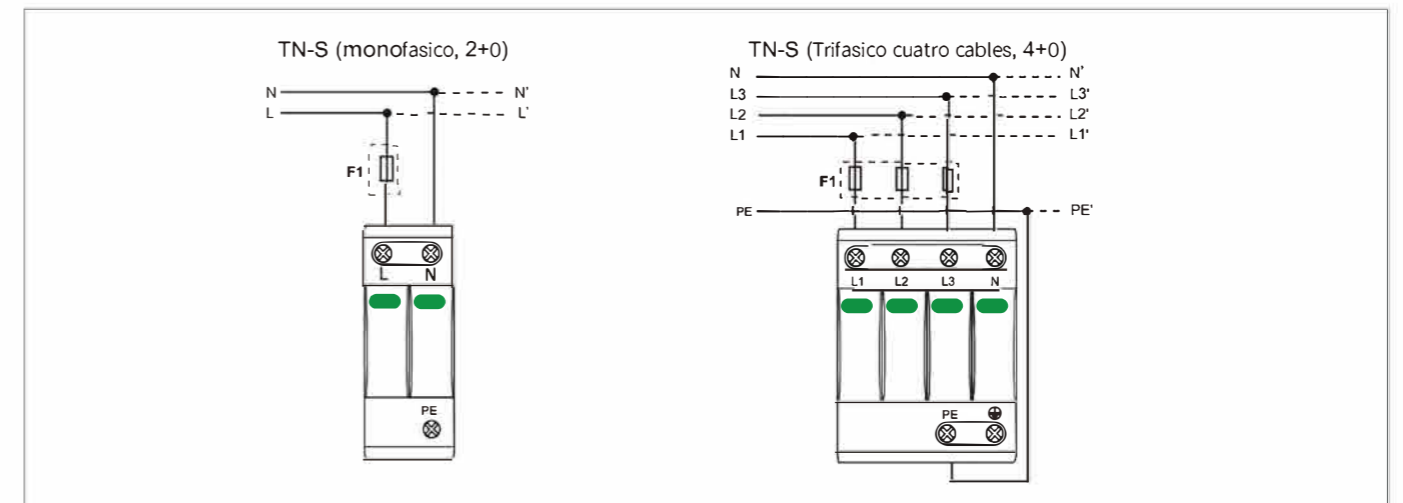 TN-S (monofasico, 2+0)
N
N'
L
L'
F1
L
N
PE
TN-S (Trifasico cuatro cables, 4+0)
N
N'
L3
L3'
L2
L2'
L1
L1'
F1
PE
PE'
L1
L2
L3
N
PE